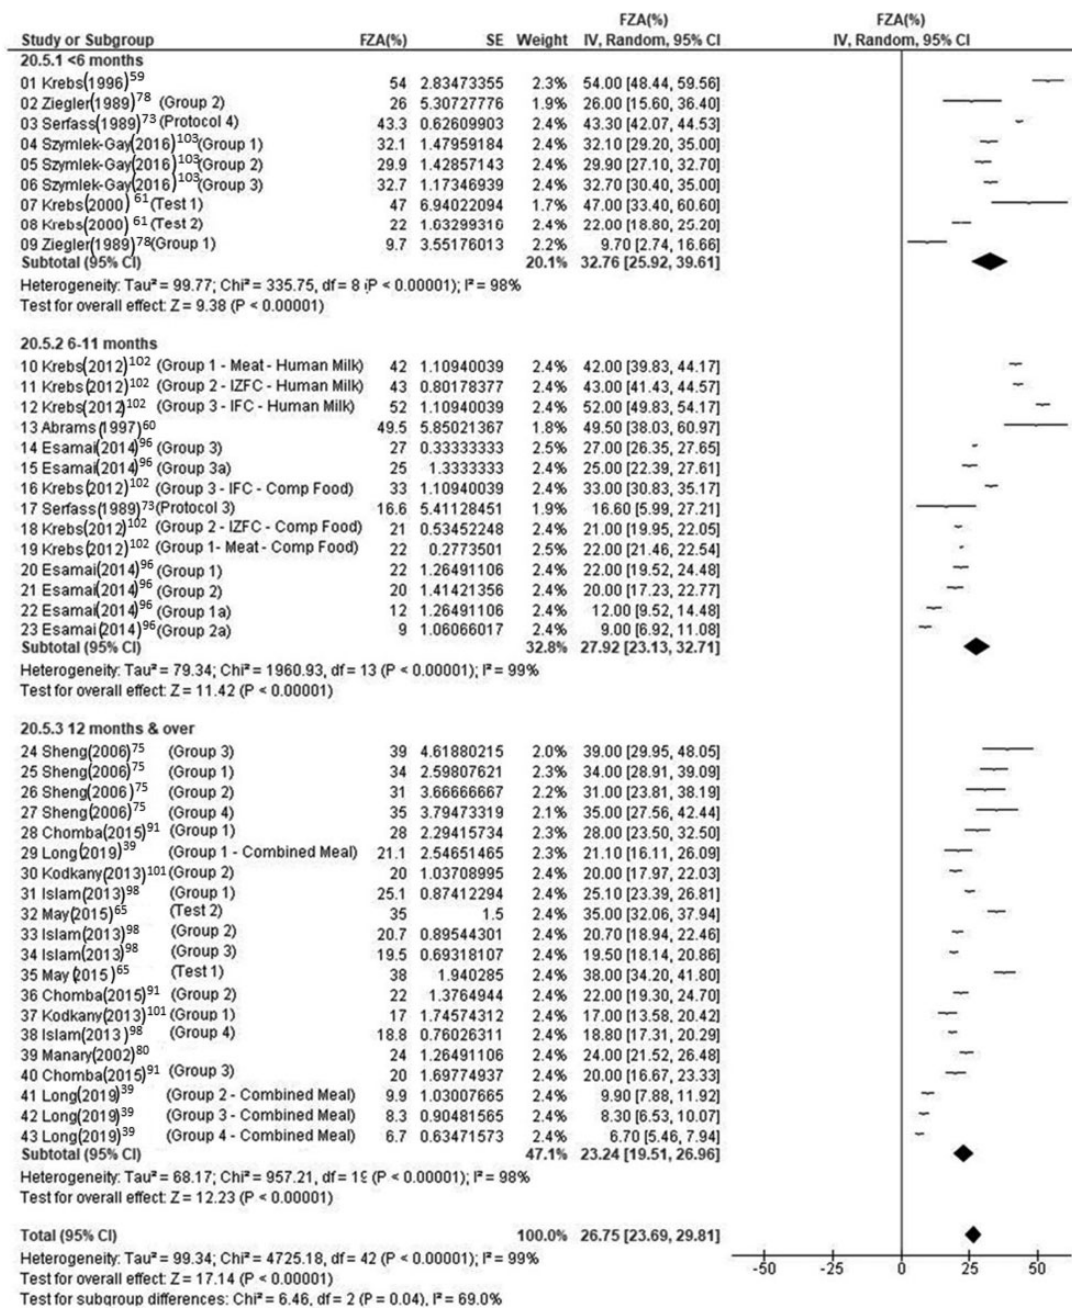 FZA(%) FZA(%)
Study or Subgroup FZA(%) SE Weight IV, Random, 95% CI IV, Random, 95% CI
20.5.1 <6 months
01 Krebs(1996)59 54 2.83473355 2.3% 54.00 [48.44, 59.56]
02 Ziegler(1989)78 (Group 2) 26 5.30727776 1.9% 26.00 [15.60, 36.40]
03 Serfass(1989)73 (Protocol 4) 43.3 0.62609903 2.4% 43.30 [42.07, 44.53]
04 Szymlek-Gay(2016)103(Group 1) 32.1 1.47959184 2.4% 32.10 [29.20, 35.00]
05 Szymlek-Gay(2016)103(Group 2) 29.9 1.42857143 2.4% 29.90 [27.10, 32.70]
06 Szymlek-Gay(2016)103(Group 3) 32.7 1.17346939 2.4% 32.70 [30.40, 35.00]
07 Krebs(2000) 61 (Test 1) 47 6.94022094 1.7% 47.00 [33.40, 60.60]
08 Krebs(2000) 61 (Test 2) 22 1.63299316 2.4% 22.00 [18.80, 25.20]
09 Ziegler(1989)78(Group 1) 9.7 3.55176013 2.2% 9.70 [2.74, 16.66]
Subtotal (95% CI) 20.1% 32.76 [25.92, 39.61]
Heterogeneity: Tau² = 99.77; Chi² = 335.75, df = 8 (P < 0.00001); I² = 98%
Test for overall effect: Z = 9.38 (P < 0.00001)
20.5.2 6-11 months
10 Krebs(2012)102 (Group 1 - Meat - Human Milk) 42 1.10940039 2.4% 42.00 [39.83, 44.17]
11 Krebs(2012)102 (Group 2 - IZFC - Human Milk) 43 0.80178377 2.4% 43.00 [41.43, 44.57]
12 Krebs(2012)102 (Group 3 - IFC - Human Milk) 52 1.10940039 2.4% 52.00 [49.83, 54.17]
13 Abrams (1997)60 49.5 5.85021367 1.8% 49.50 [38.03, 60.97]
14 Esamai(2014)96 (Group 3) 27 0.33333333 2.5% 27.00 [26.35, 27.65]
15 Esamai(2014)96 (Group 3a) 25 1.3333333 2.4% 25.00 [22.39, 27.61]
16 Krebs(2012)102 (Group 3 - IFC - Comp Food) 33 1.10940039 2.4% 33.00 [30.83, 35.17]
17 Serfass(1989)73(Protocol 3) 16.6 5.41128451 1.9% 16.60 [5.99, 27.21]
18 Krebs(2012)102 (Group 2 - IZFC - Comp Food) 21 0.53452248 2.4% 21.00 [19.95, 22.05]
19 Krebs(2012)102 (Group 1- Meat - Comp Food) 22 0.2773501 2.5% 22.00 [21.46, 22.54]
20 Esamai(2014)96 (Group 1) 22 1.26491106 2.4% 22.00 [19.52, 24.48]
21 Esamai(2014)96 (Group 2) 20 1.41421356 2.4% 20.00 [17.23, 22.77]
22 Esamai(2014)96 (Group 1a) 12 1.26491106 2.4% 12.00 [9.52, 14.48]
23 Esamai(2014)96 (Group 2a) 9 1.06066017 2.4% 9.00 [6.92, 11.08]
Subtotal (95% CI) 32.8% 27.92 [23.13, 32.71]
Heterogeneity: Tau² = 79.34; Chi² = 1960.93, df = 13 (P < 0.00001); I² = 99%
Test for overall effect: Z = 11.42 (P < 0.00001)
20.5.3 12 months & over
24 Sheng(2006)75 (Group 3) 39 4.61880215 2.0% 39.00 [29.95, 48.05]
25 Sheng(2006)75 (Group 1) 34 2.59807621 2.3% 34.00 [28.91, 39.09]
26 Sheng(2006)75 (Group 2) 31 3.66666667 2.2% 31.00 [23.81, 38.19]
27 Sheng(2006)75 (Group 4) 35 3.79473319 2.1% 35.00 [27.56, 42.44]
28 Chomba(2015)91 (Group 1) 28 2.29415734 2.3% 28.00 [23.50, 32.50]
29 Long(2019)39 (Group 1 - Combined Meal) 21.1 2.54651465 2.3% 21.10 [16.11, 26.09]
30 Kodkany(2013)101 (Group 2) 20 1.03708995 2.4% 20.00 [17.97, 22.03]
31 Islam(2013)98 (Group 1) 25.1 0.87412294 2.4% 25.10 [23.39, 26.81]
32 May(2015)65 (Test 2) 35 1.5 2.4% 35.00 [32.06, 37.94]
33 Islam(2013)98 (Group 2) 20.7 0.89544301 2.4% 20.70 [18.94, 22.46]
34 Islam(2013)98 (Group 3) 19.5 0.69318107 2.4% 19.50 [18.14, 20.86]
35 May(2015)65 (Test 1) 38 1.940285 2.4% 38.00 [34.20, 41.80]
36 Chomba(2015)91 (Group 2) 22 1.3764944 2.4% 22.00 [19.30, 24.70]
37 Kodkany(2013)101 (Group 1) 17 1.74574312 2.4% 17.00 [13.58, 20.42]
38 Islam(2013)98 (Group 4) 18.8 0.76026311 2.4% 18.80 [17.31, 20.29]
39 Manary(2002)80 24 1.26491106 2.4% 24.00 [21.52, 26.48]
40 Chomba(2015)91 (Group 3) 20 1.69774937 2.4% 20.00 [16.67, 23.33]
41 Long(2019)39 (Group 2 - Combined Meal) 9.9 1.03007665 2.4% 9.90 [7.88, 11.92]
42 Long(2019)39 (Group 3 - Combined Meal) 8.3 0.90481565 2.4% 8.30 [6.53, 10.07]
43 Long(2019)39 (Group 4 - Combined Meal) 6.7 0.63471573 2.4% 6.70 [5.46, 7.94]
Subtotal (95% CI) 47.1% 23.24 [19.51, 26.96]
Heterogeneity: Tau² = 68.17; Chi² = 957.21, df = 19 (P < 0.00001); I² = 98%
Test for overall effect: Z = 12.23 (P < 0.00001)
Total (95% CI) 100.0% 26.75 [23.69, 29.81]
Heterogeneity: Tau² = 99.34; Chi² = 4725.18, df = 42 (P < 0.00001); I² = 99%
-50 -25 0 25 50
Test for overall effect: Z = 17.14 (P < 0.00001)
Test for subgroup differences: Chi² = 6.46, df = 2 (P = 0.04), I² = 69.0%